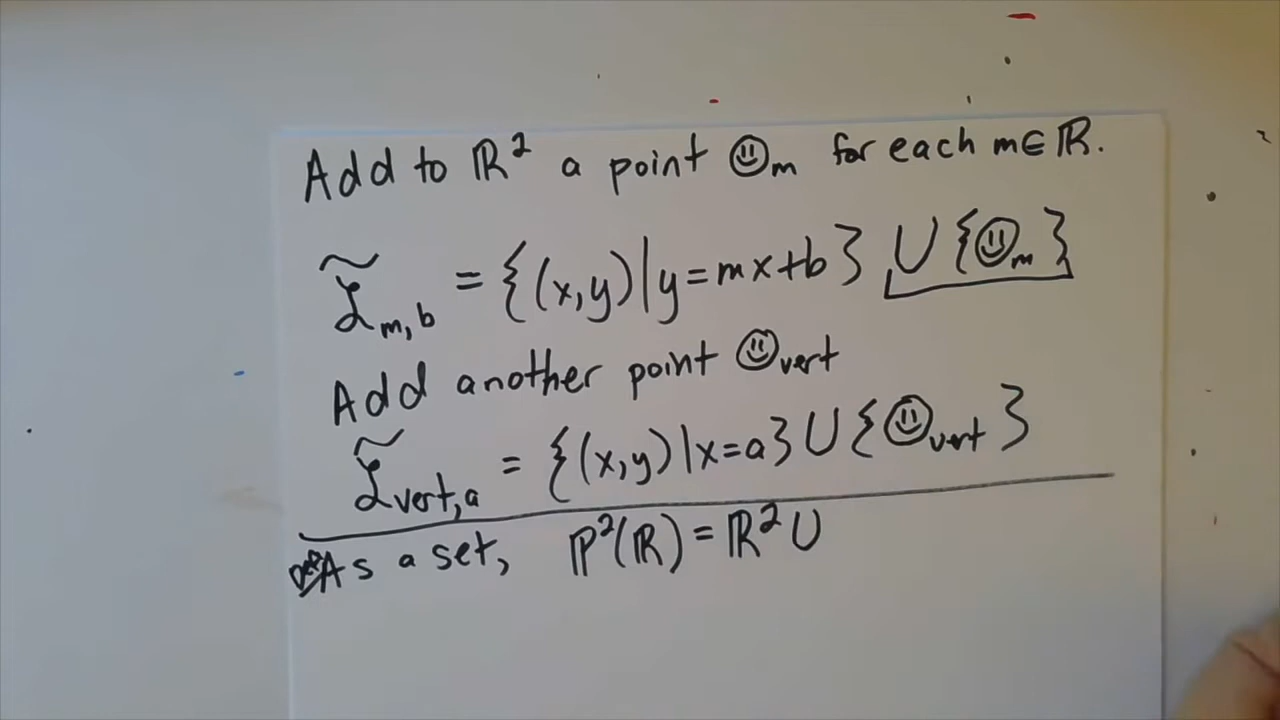 Add to ℝ² a point ☺m for each m∈ℝ.
ℒ̃m,b = {(x,y)|y=mx+b} ∪ {☺m}
Add another point ☺vert
ℒ̃vert,a = {(x,y)|x=a} ∪ {☺vert}
As a set, ℙ²(ℝ) = ℝ² ∪